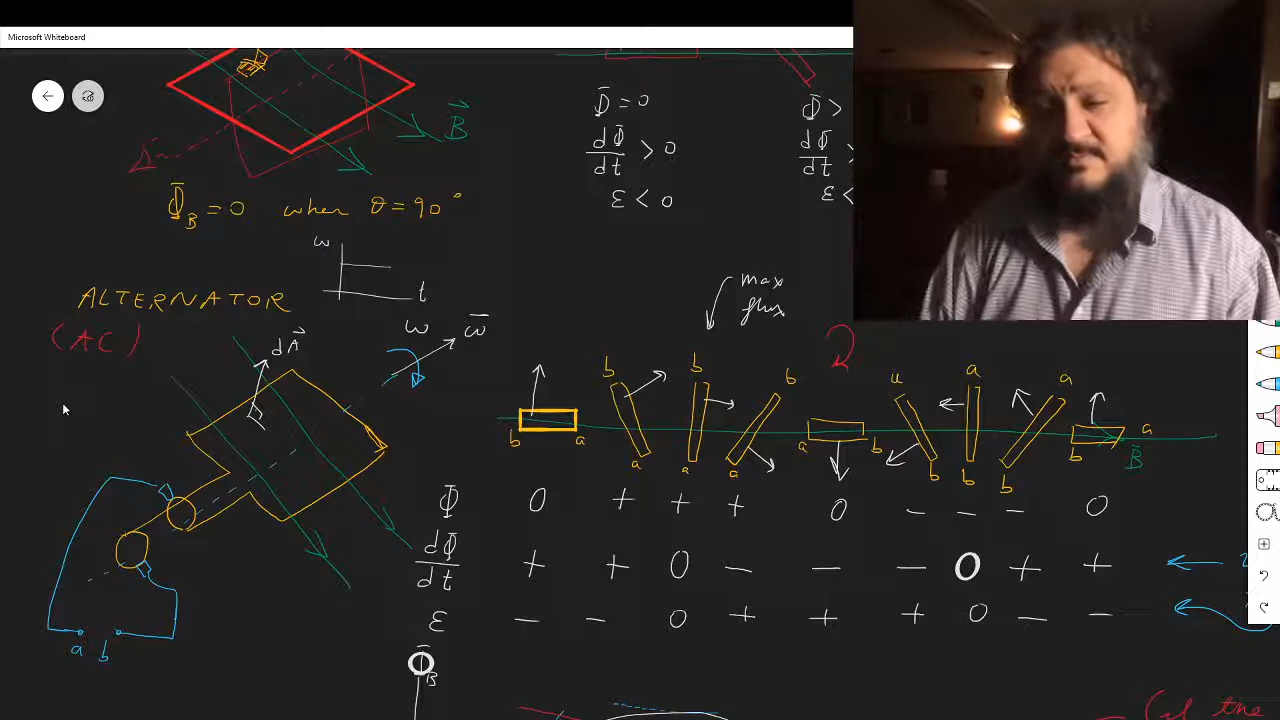 Microsoft Whiteboard
B
Φ_B = 0 when θ = 90°
ω
t
ALTERNATOR
(AC)
dA
ω ω
a b
Φ = 0
dΦ/dt > 0
ε < 0
Φ >
dΦ/dt >
ε <
max
flux
b b b a a a a
b a a a a b b b b B
Φ 0 + + + 0 - - - 0
dΦ/dt + + 0 - - - 0 + +
ε - - 0 + + + 0 - -
Φ_B
the